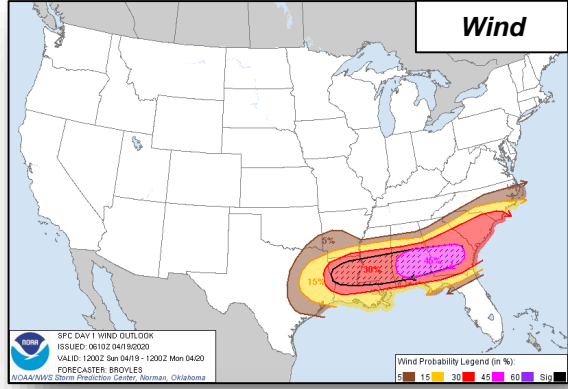 Wind
5%
15%
30%
45%
NOAA
SPC DAY 1 WIND OUTLOOK
ISSUED: 0610Z 04/19/2020
VALID: 1200Z Sun 04/19 - 1200Z Mon 04/20
FORECASTER: BROYLES
NOAA/NWS Storm Prediction Center, Norman, Oklahoma
Wind Probability Legend (in %):
5 15 30 45 60 Sig